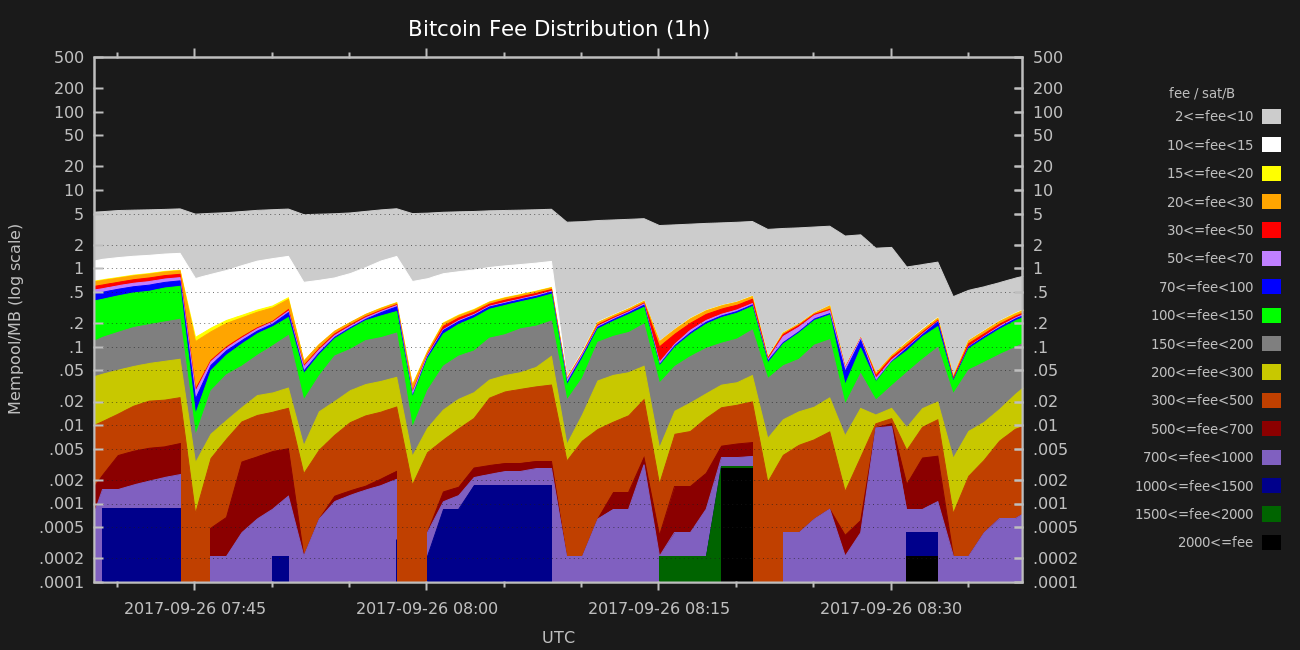 Bitcoin Fee Distribution (1h)
Mempool/MB (log scale)
500
200
100
50
20
10
5
2
1
.5
.2
.1
.05
.02
.01
.005
.002
.001
.0005
.0002
.0001
500
200
100
50
20
10
5
2
1
.5
.2
.1
.05
.02
.01
.005
.002
.001
.0005
.0002
.0001
2017-09-26 07:45
2017-09-26 08:00
2017-09-26 08:15
2017-09-26 08:30
UTC
fee / sat/B
2<=fee<10
10<=fee<15
15<=fee<20
20<=fee<30
30<=fee<50
50<=fee<70
70<=fee<100
100<=fee<150
150<=fee<200
200<=fee<300
300<=fee<500
500<=fee<700
700<=fee<1000
1000<=fee<1500
1500<=fee<2000
2000<=fee